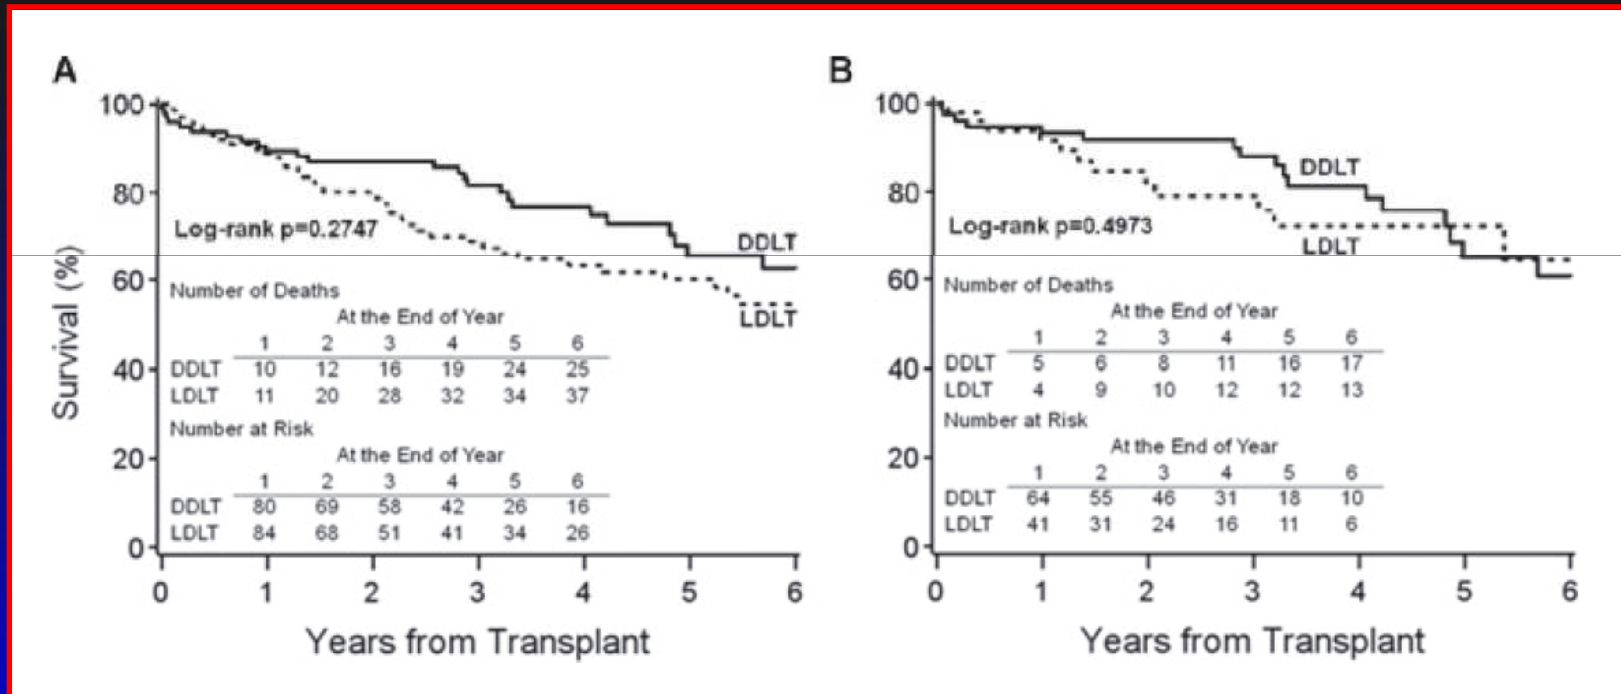 A
100
80
60
40
20
0
Survival (%)
Log-rank p=0.2747
DDLT
LDLT
Number of Deaths
At the End of Year
1 2 3 4 5 6
DDLT 10 12 16 19 24 25
LDLT 11 20 28 32 34 37
Number at Risk
At the End of Year
1 2 3 4 5 6
DDLT 80 69 58 42 26 16
LDLT 84 68 51 41 34 26
0 1 2 3 4 5 6
Years from Transplant
B
100
80
60
40
20
0
DDLT
Log-rank p=0.4973
LDLT
Number of Deaths
At the End of Year
1 2 3 4 5 6
DDLT 5 6 8 11 16 17
LDLT 4 9 10 12 12 13
Number at Risk
At the End of Year
1 2 3 4 5 6
DDLT 64 55 46 31 18 10
LDLT 41 31 24 16 11 6
0 1 2 3 4 5 6
Years from Transplant